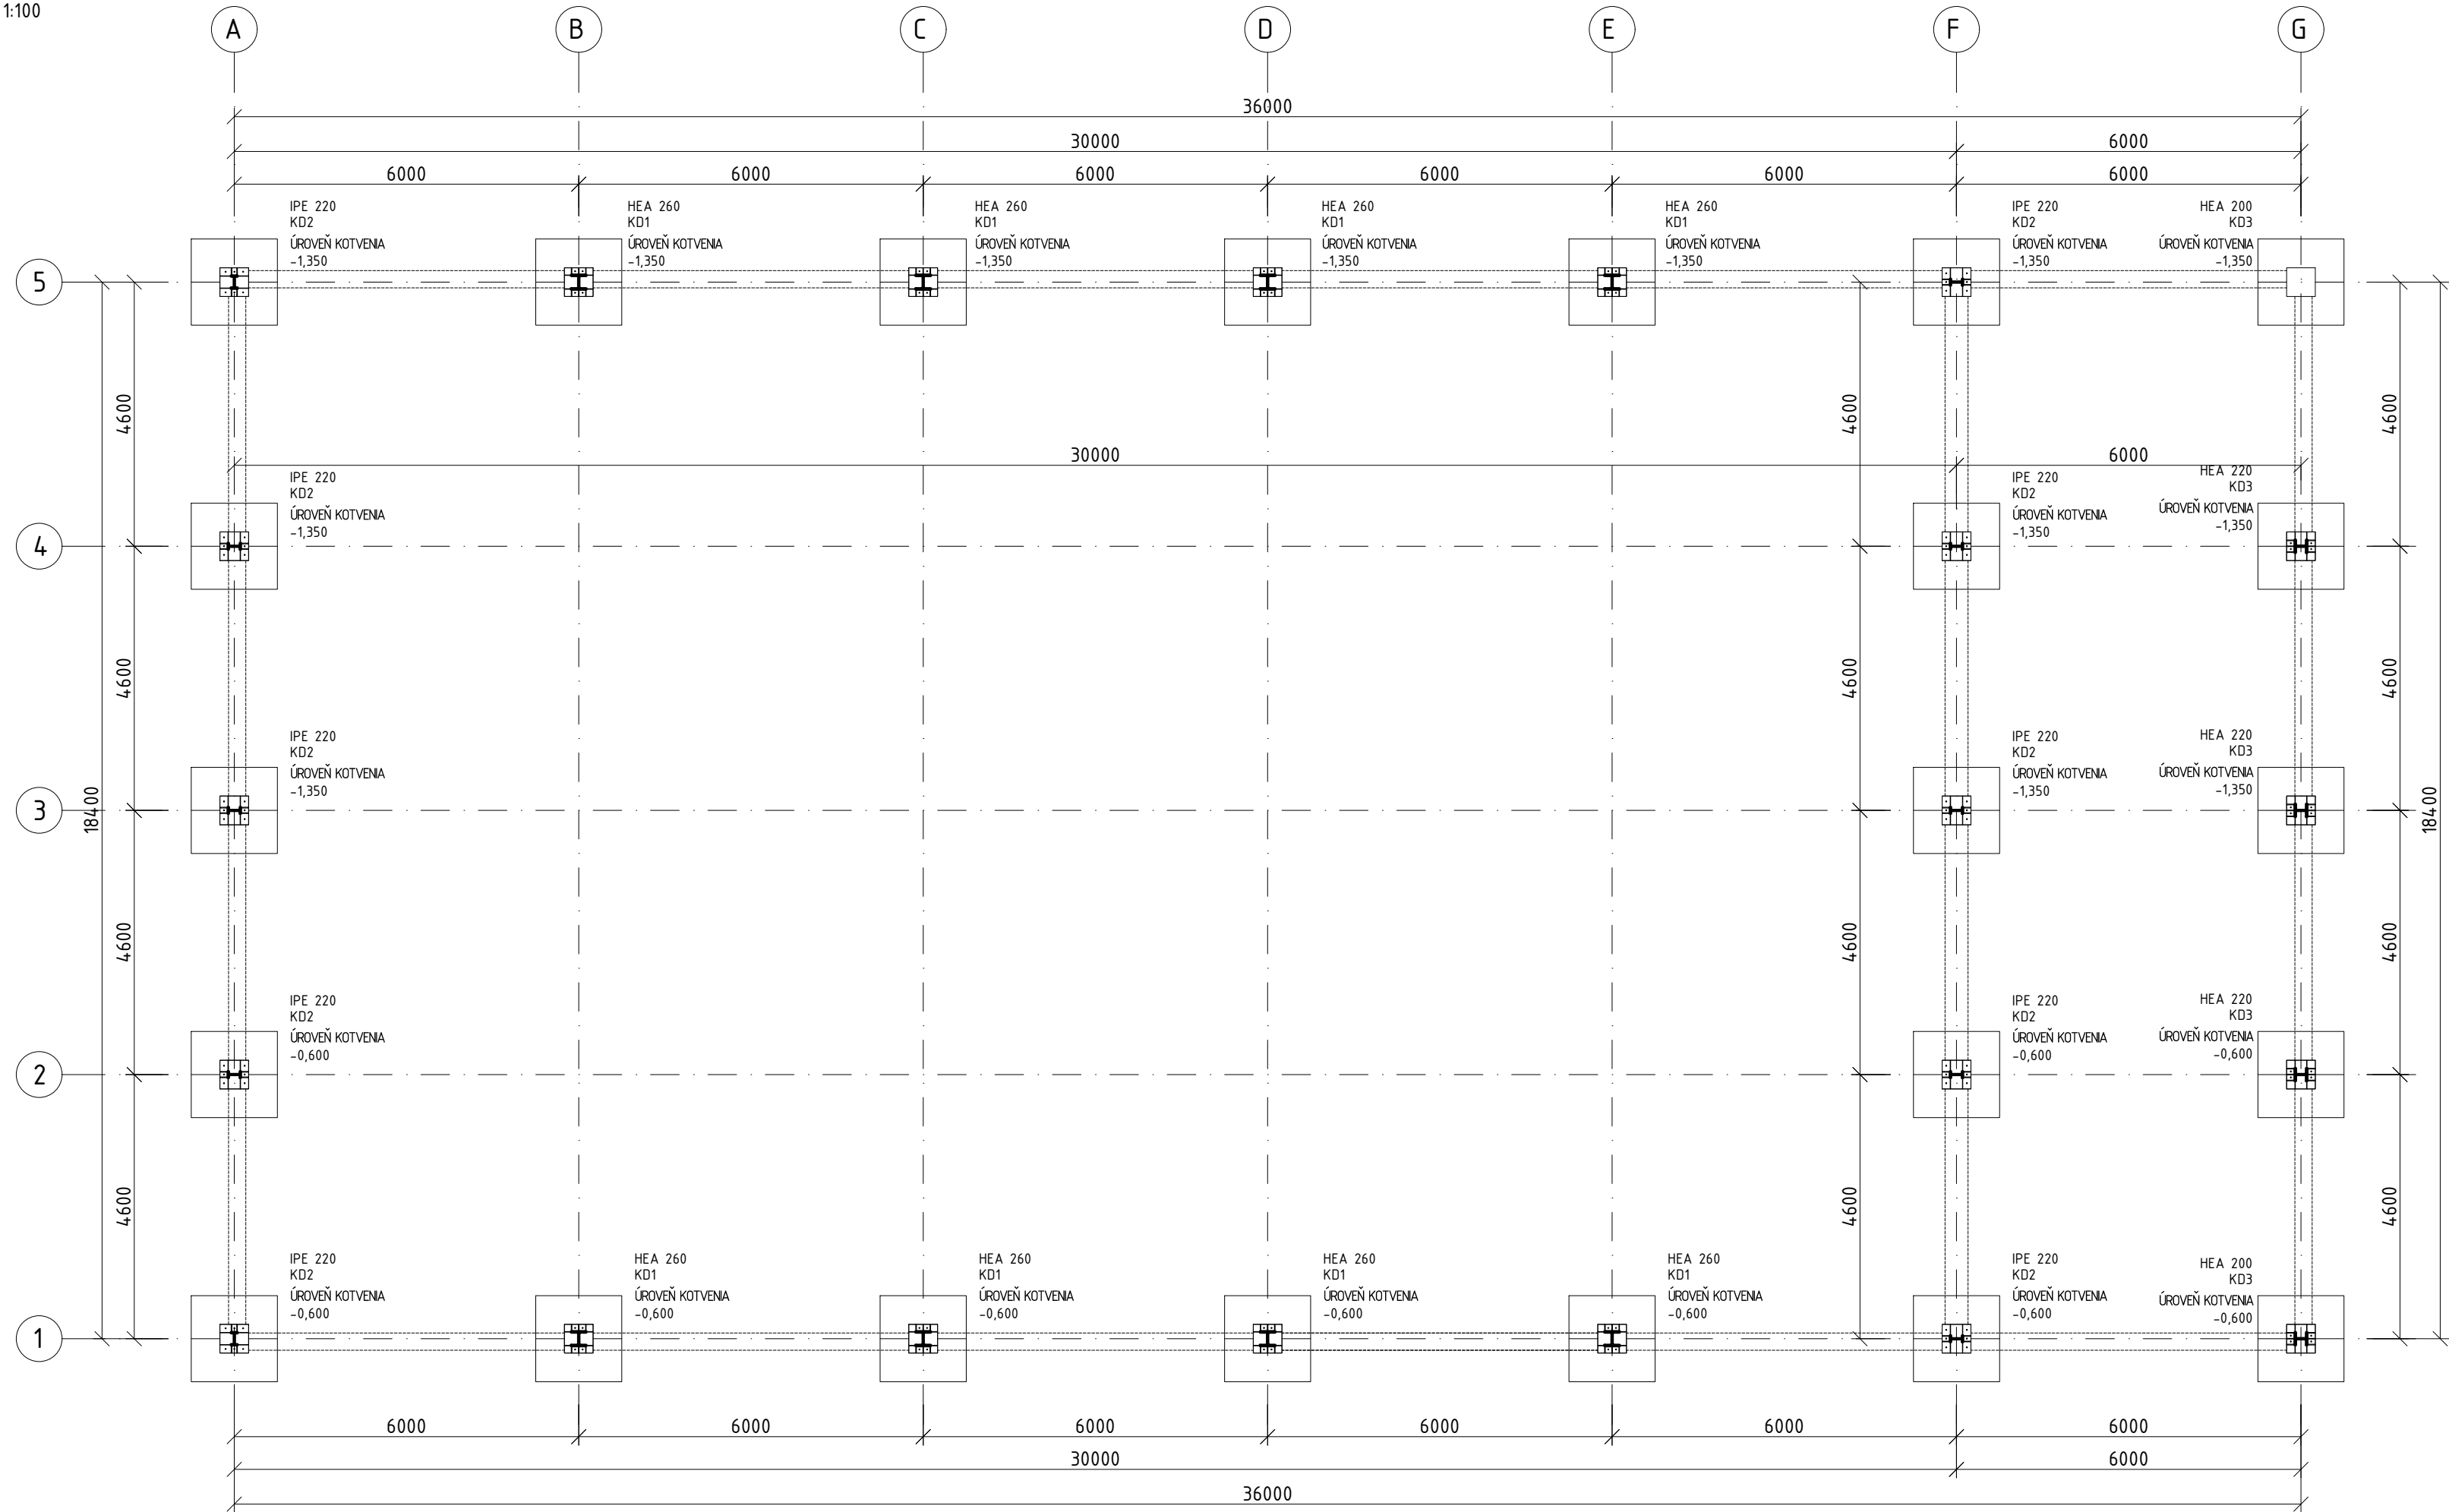 1:100
A B C D E F G
36000
30000 6000
6000 6000 6000 6000 6000 6000
IPE 220 HEA 260 HEA 260 HEA 260 HEA 260 IPE 220 HEA 200
KD2 KD1 KD1 KD1 KD1 KD2 KD3
ÚROVEŇ KOTVENIA ÚROVEŇ KOTVENIA ÚROVEŇ KOTVENIA ÚROVEŇ KOTVENIA ÚROVEŇ KOTVENIA ÚROVEŇ KOTVENIA ÚROVEŇ KOTVENIA
-1,350 -1,350 -1,350 -1,350 -1,350 -1,350 -1,350
5
4600 4600 4600
30000 6000
IPE 220 IPE 220 HEA 220
KD2 KD2 KD3
ÚROVEŇ KOTVENIA ÚROVEŇ KOTVENIA ÚROVEŇ KOTVENIA
-1,350 -1,350 -1,350
4
4600 4600 4600
IPE 220 IPE 220 HEA 220
KD2 KD2 KD3
ÚROVEŇ KOTVENIA ÚROVEŇ KOTVENIA ÚROVEŇ KOTVENIA
-1,350 -1,350 -1,350
3 18400 18400
4600 4600 4600
IPE 220 IPE 220 HEA 220
KD2 KD2 KD3
ÚROVEŇ KOTVENIA ÚROVEŇ KOTVENIA ÚROVEŇ KOTVENIA
-0,600 -0,600 -0,600
2
4600 4600 4600
IPE 220 HEA 260 HEA 260 HEA 260 HEA 260 IPE 220 HEA 200
KD2 KD1 KD1 KD1 KD1 KD2 KD3
ÚROVEŇ KOTVENIA ÚROVEŇ KOTVENIA ÚROVEŇ KOTVENIA ÚROVEŇ KOTVENIA ÚROVEŇ KOTVENIA ÚROVEŇ KOTVENIA ÚROVEŇ KOTVENIA
-0,600 -0,600 -0,600 -0,600 -0,600 -0,600 -0,600
1
6000 6000 6000 6000 6000 6000
30000 6000
36000